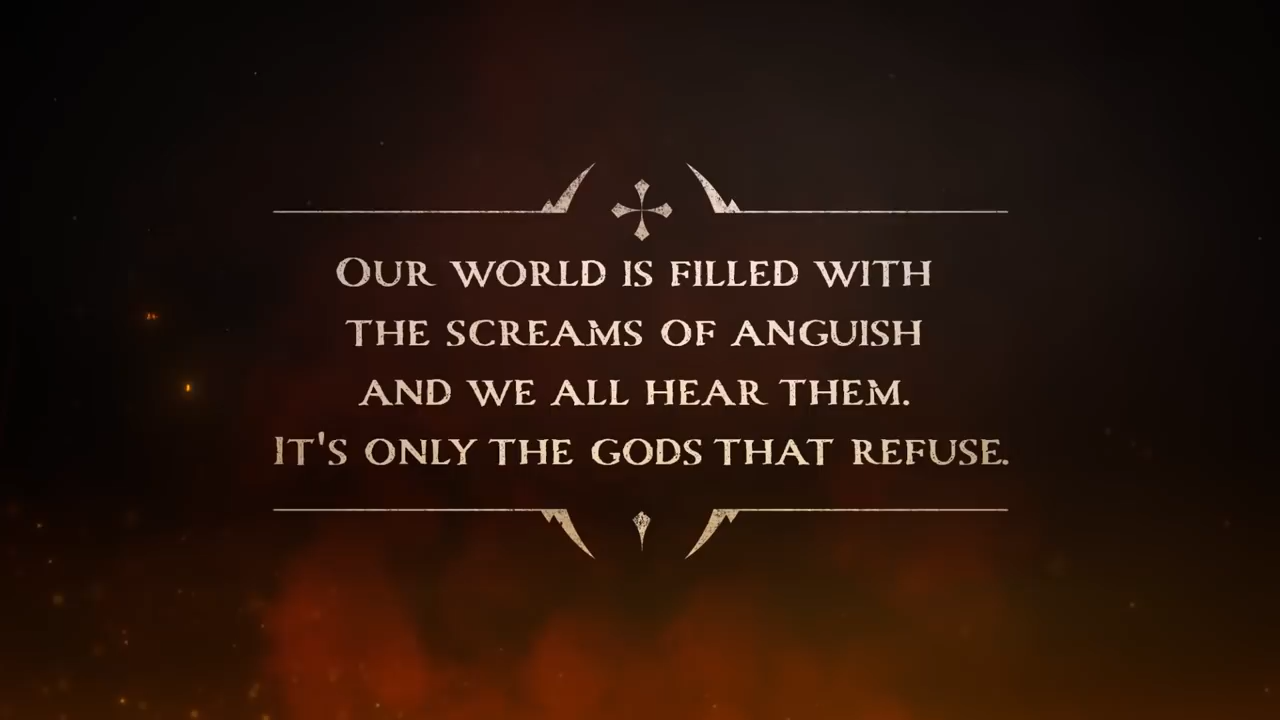 Our world is filled with
the screams of anguish
and we all hear them.
It's only the gods that refuse.